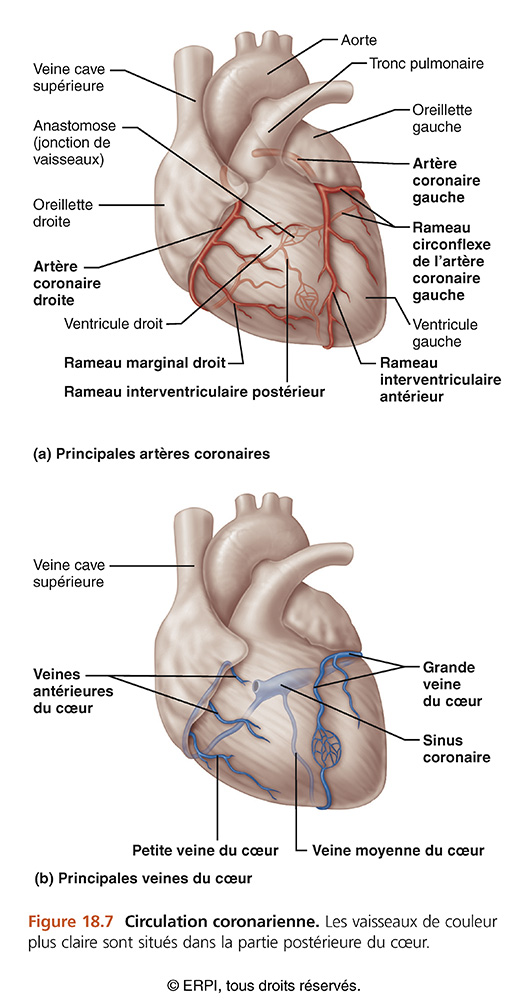 Aorte
Tronc pulmonaire
Veine cave
supérieure
Oreillette
gauche
Anastomose
(jonction de
vaisseaux)
Artère
coronaire
gauche
Oreillette
droite
Rameau
circonflexe
de l'artère
coronaire
gauche
Artère
coronaire
droite
Ventricule droit
Ventricule
gauche
Rameau marginal droit
Rameau
interventriculaire
antérieur
Rameau interventriculaire postérieur
(a) Principales artères coronaires
Veine cave
supérieure
Veines
antérieures
du cœur
Grande
veine
du cœur
Sinus
coronaire
Petite veine du cœur
Veine moyenne du cœur
(b) Principales veines du cœur
Figure 18.7 Circulation coronarienne. Les vaisseaux de couleur
plus claire sont situés dans la partie postérieure du cœur.
© ERPI, tous droits réservés.